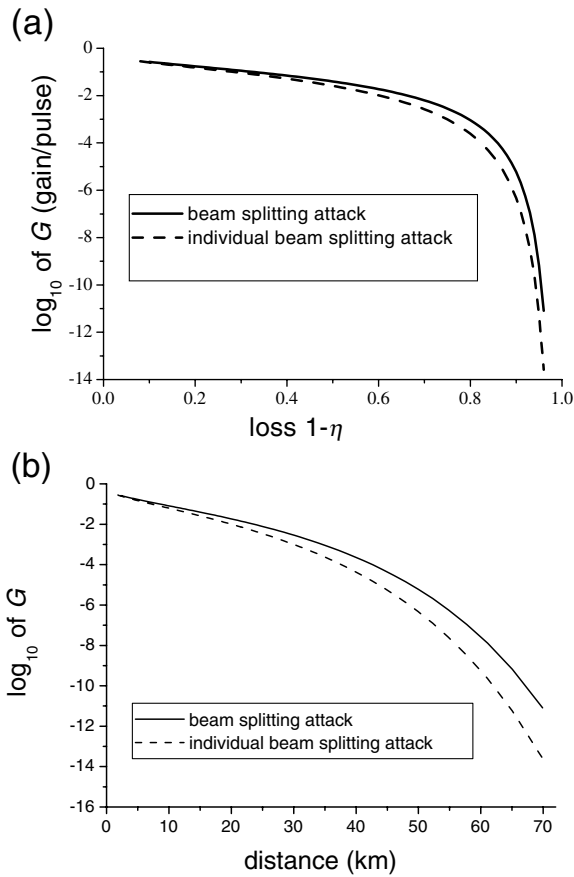 (a)
0
-2
-4
-6
-8
-10
-12
-14
log10 of G (gain/pulse)
beam splitting attack
individual beam splitting attack
0.0 0.2 0.4 0.6 0.8 1.0
loss 1-η
(b)
0
-2
-4
-6
-8
-10
-12
-14
-16
log10 of G
beam splitting attack
individual beam splitting attack
0 10 20 30 40 50 60 70
distance (km)